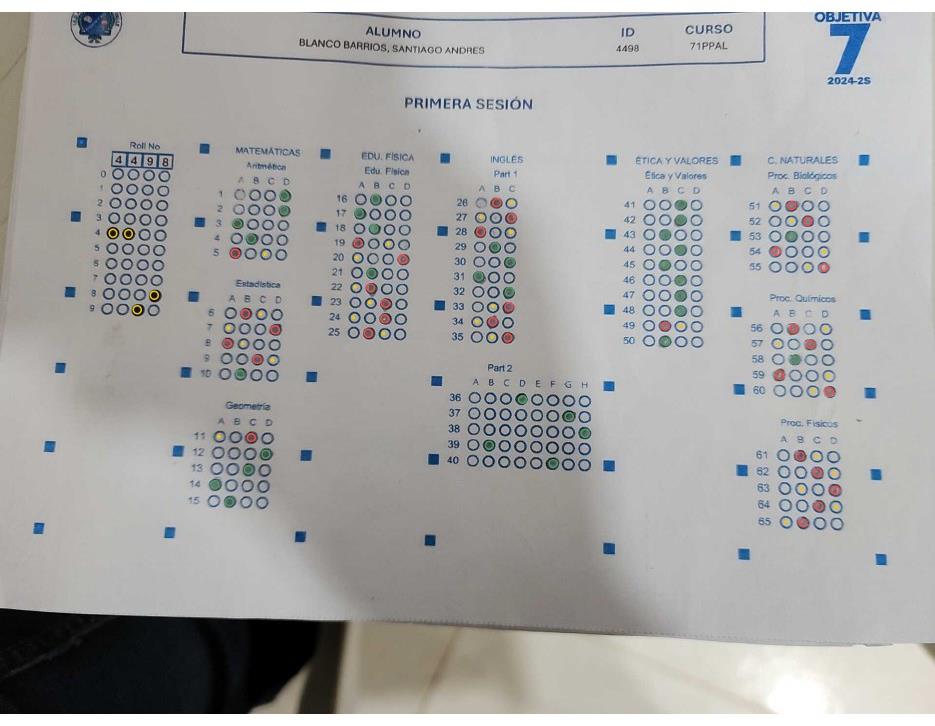 OBJETIVA
7
2024-2S
ALUMNO
BLANCO BARRIOS, SANTIAGO ANDRES
ID
4498
CURSO
71PPAL
PRIMERA SESIÓN
Roll No
4 4 9 8
0
1
2
3
4
5
6
7
8
9
MATEMÁTICAS
Aritmética
A B C D
1
2
3
4
5
Estadística
A B C D
6
7
8
9
10
Geometría
A B C D
11
12
13
14
15
EDU. FÍSICA
Edu. Física
A B C D
16
17
18
19
20
21
22
23
24
25
INGLÉS
Part 1
A B C
26
27
28
29
30
31
32
33
34
35
Part 2
A B C D E F G H
36
37
38
39
40
ÉTICA Y VALORES
Ética y Valores
A B C D
41
42
43
44
45
46
47
48
49
50
C. NATURALES
Proc. Biológicos
A B C D
51
52
53
54
55
Proc. Químicos
A B C D
56
57
58
59
60
Proc. Físicos
A B C D
61
62
63
64
65